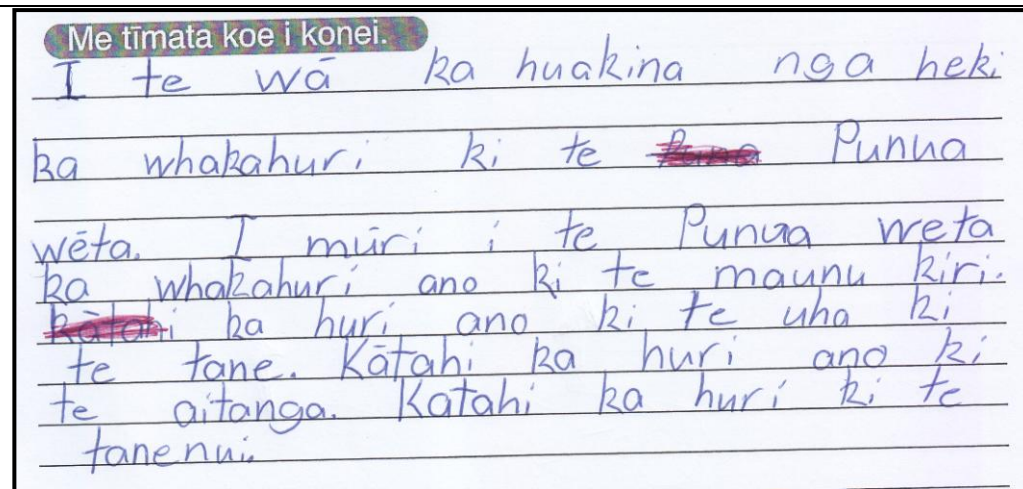 Me tīmata koe i konei.
I te wā ka huakina nga heki
ka whakahuri ki te Punua
wēta. I mūri i te Punua weta
ka whakahuri ano ki te maunu kiri.
ka huri ano ki te uha ki
te tane. Kātahi ka huri ano ki
te aitanga. Katahi ka huri ki te
tanenui.